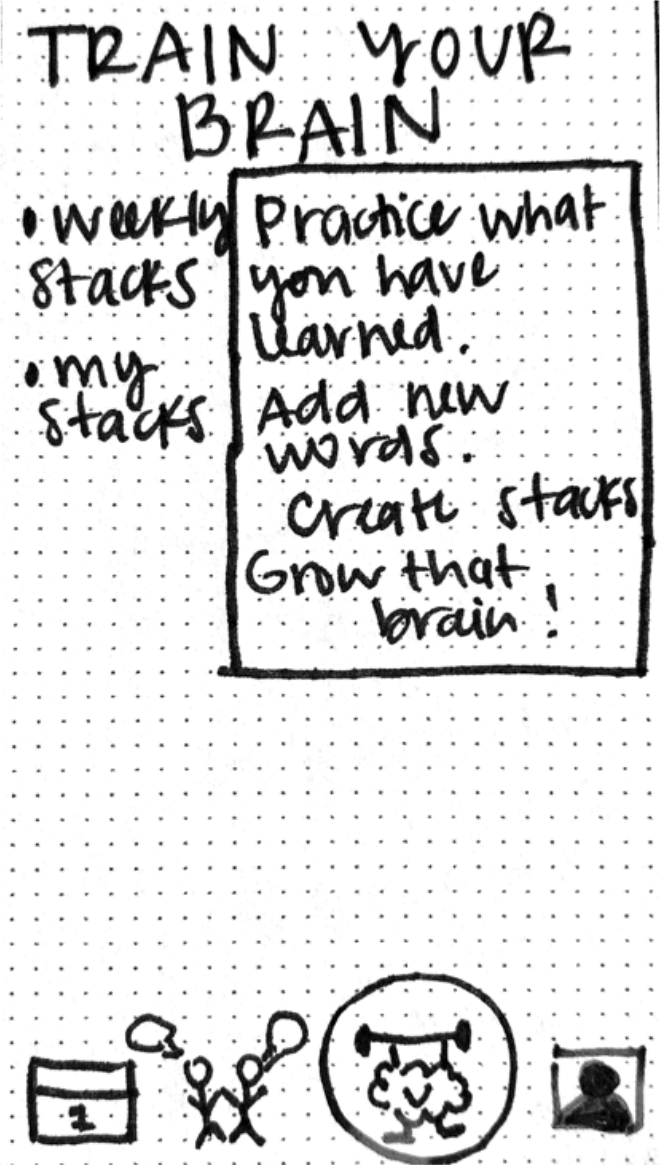 TRAIN YOUR
BRAIN
• weekly
stacks
• my
stacks
Practice what
you have
learned.
Add new
words.
Create stacks
Grow that
brain!
1